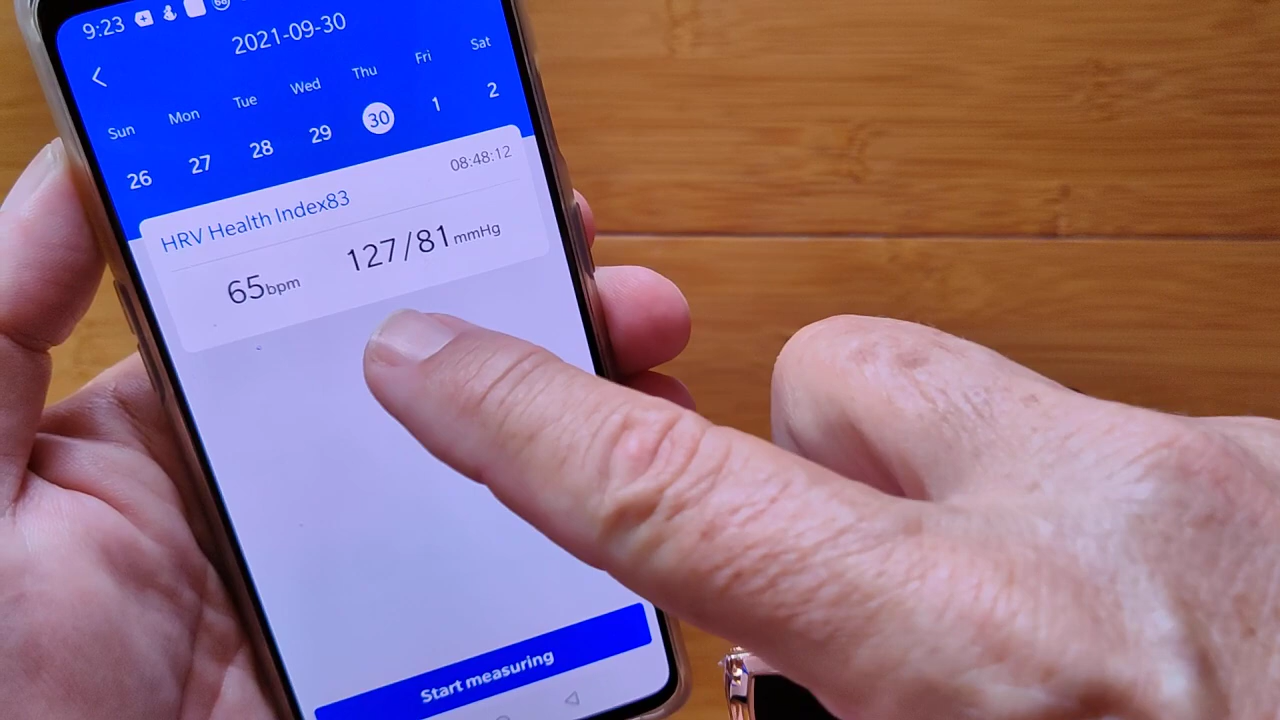 9:23 68
2021-09-30
Sun Mon Tue Wed Thu Fri Sat
26 27 28 29 30 1 2
HRV Health Index83 08:48:12
65bpm 127/81mmHg
Start measuring